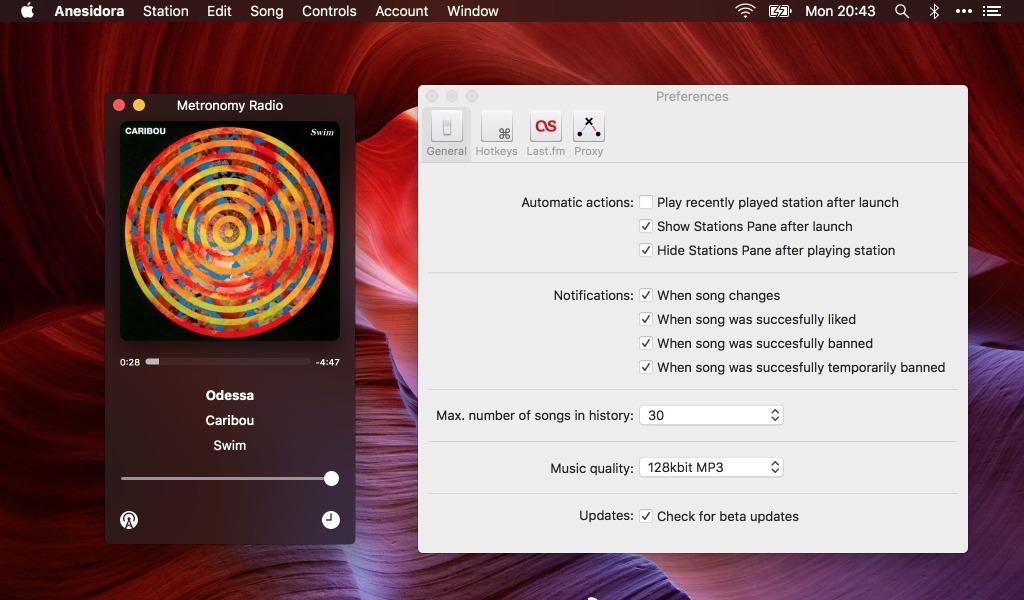 Anesidora Station Edit Song Controls Account Window Mon 20:43
Metronomy Radio
CARIBOU Swim
0:28 -4:47
Odessa
Caribou
Swim
Preferences
General Hotkeys Last.fm Proxy
Automatic actions: Play recently played station after launch
Show Stations Pane after launch
Hide Stations Pane after playing station
Notifications: When song changes
When song was succesfully liked
When song was succesfully banned
When song was succesfully temporarily banned
Max. number of songs in history: 30
Music quality: 128kbit MP3
Updates: Check for beta updates